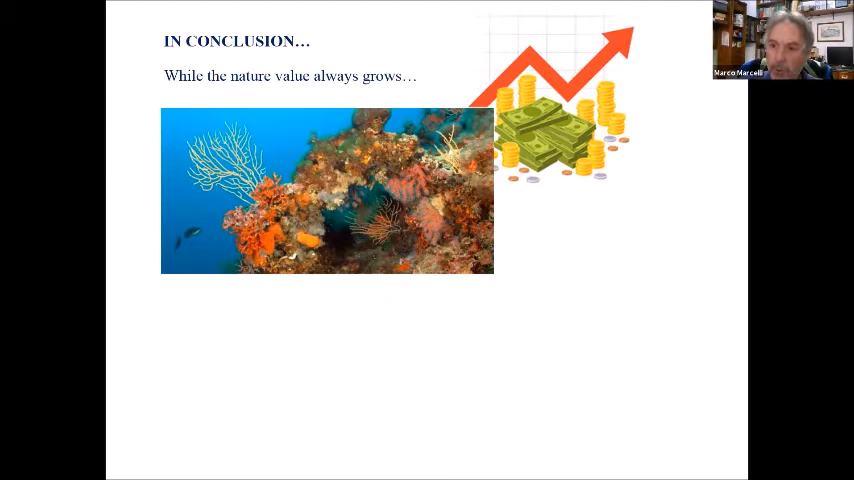 IN CONCLUSION…
While the nature value always grows…
Marco Marcelli